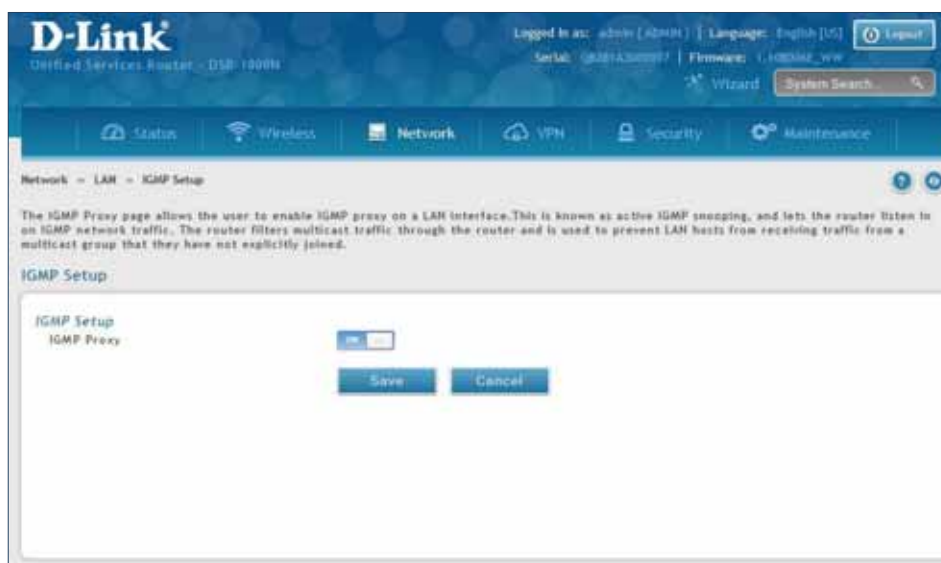 D-Link
Logged in as: admin ( ADMIN ) | Language: English [US]
Logout
Unified Services Router - DSR-1000N
Serial: | Firmware:
Wizard
System Search
Status
Wireless
Network
VPN
Security
Maintenance
Network » LAN » IGMP Setup
The IGMP Proxy page allows the user to enable IGMP proxy on a LAN interface.This is known as active IGMP snooping, and lets the router listen in
on IGMP network traffic. The router filters multicast traffic through the router and is used to prevent LAN hosts from receiving traffic from a
multicast group that they have not explicitly joined.
IGMP Setup
IGMP Setup
IGMP Proxy
ON
Save
Cancel